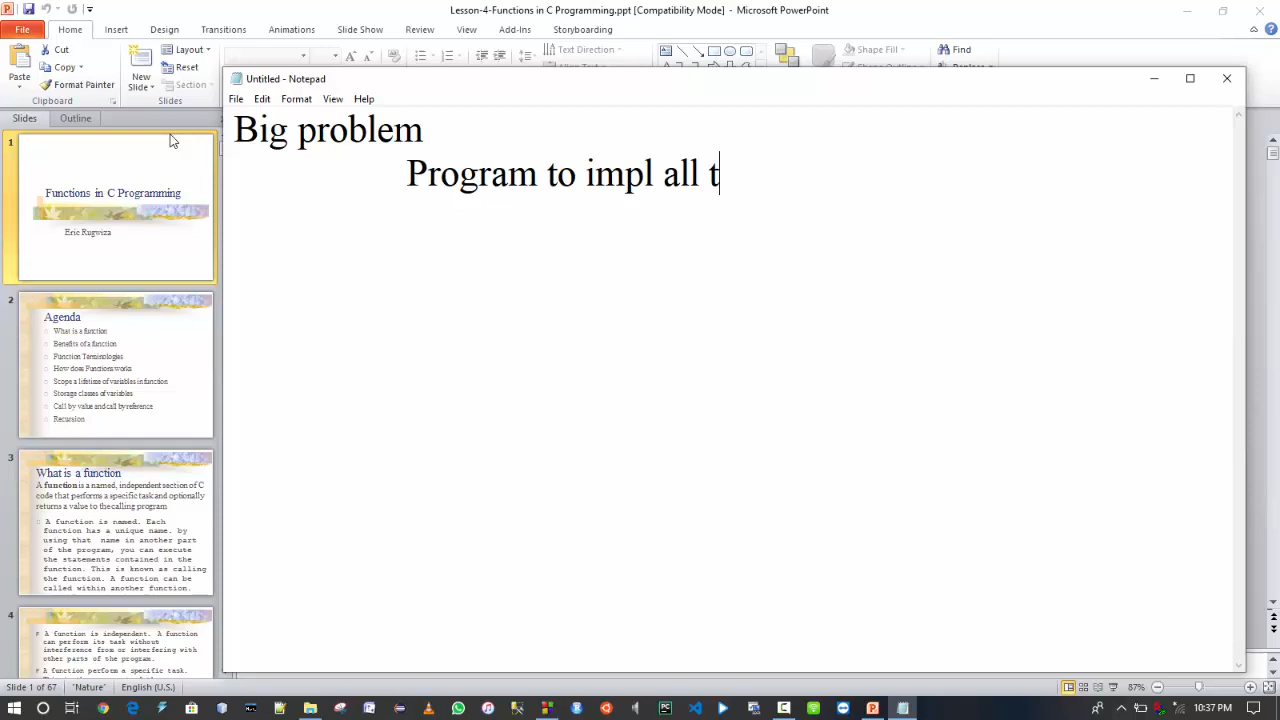 Lesson-4-Functions in C Programming.ppt [Compatibility Mode] - Microsoft PowerPoint
File Home Insert Design Transitions Animations Slide Show Review View Add-Ins Storyboarding
Paste
Cut
Copy
Format Painter
Clipboard
New
Slide
Layout
Reset
Section
Slides
Text Direction
Shape Fill
Find
Slides Outline
Untitled - Notepad
File Edit Format View Help
Big problem
Program to impl all t
1
Functions in C Programming
Eric Rugwiza
2
Agenda
What is a function
Benefits of a function
Function Terminologies
How does Functions works
Scope a lifetime of variables in function
Storage classes of variables
Call by value and call by reference
Recursion
3
What is a function
A function is a named, independent section of C
code that performs a specific task and optionally
returns a value to the calling program
A function is named. Each
function has a unique name. by
using that name in another part
of the program, you can execute
the statements contained in the
function. This is known as calling
the function. A function can be
called within another function.
4
A function is independent. A function
can perform its task without
interference from or interfering with
other parts of the program.
A function perform a specific task.
Slide 1 of 67 "Nature" English (U.S.) 87%
10:37 PM